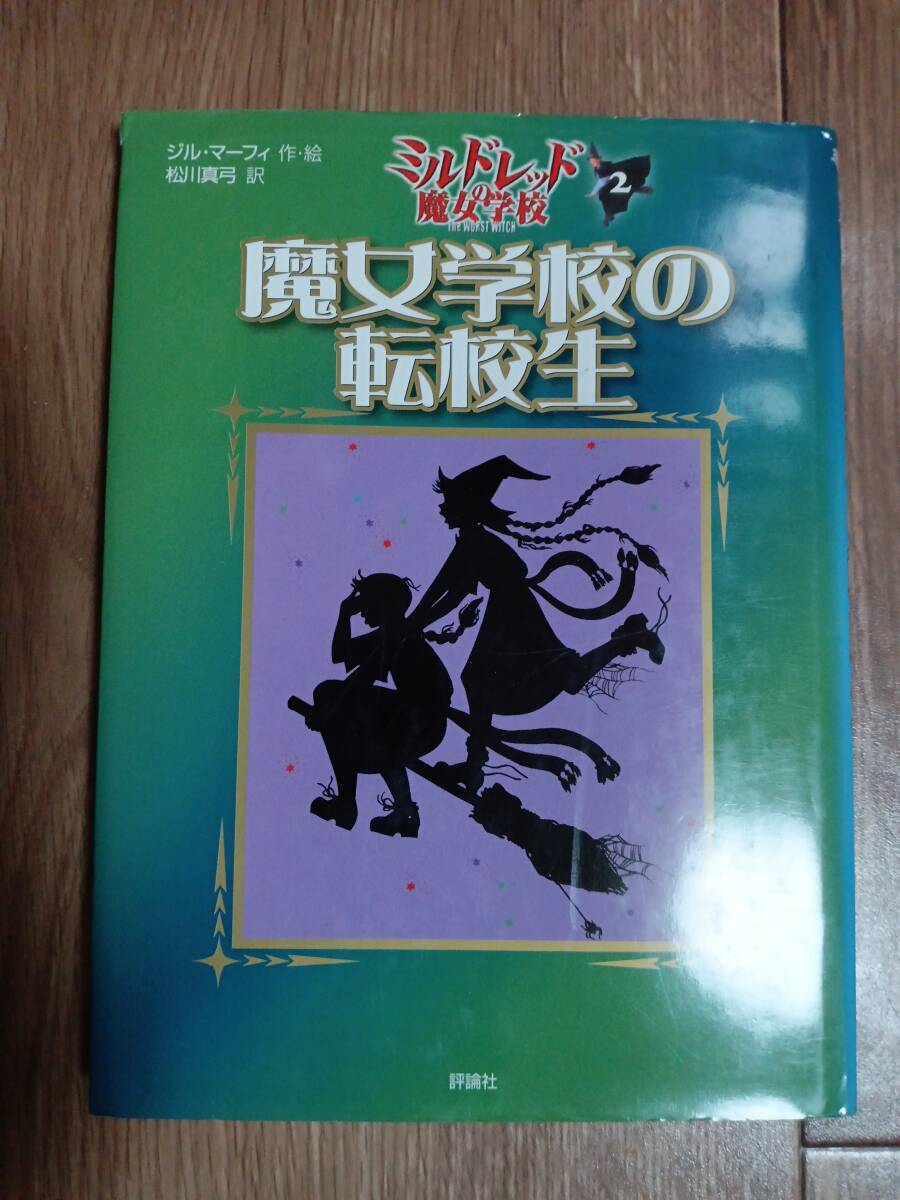 ジル・マーフィ 作・絵
松川真弓 訳
ミルドレッド
の
魔女学校
THE WORST WITCH
2
魔女学校の
転校生
評論社